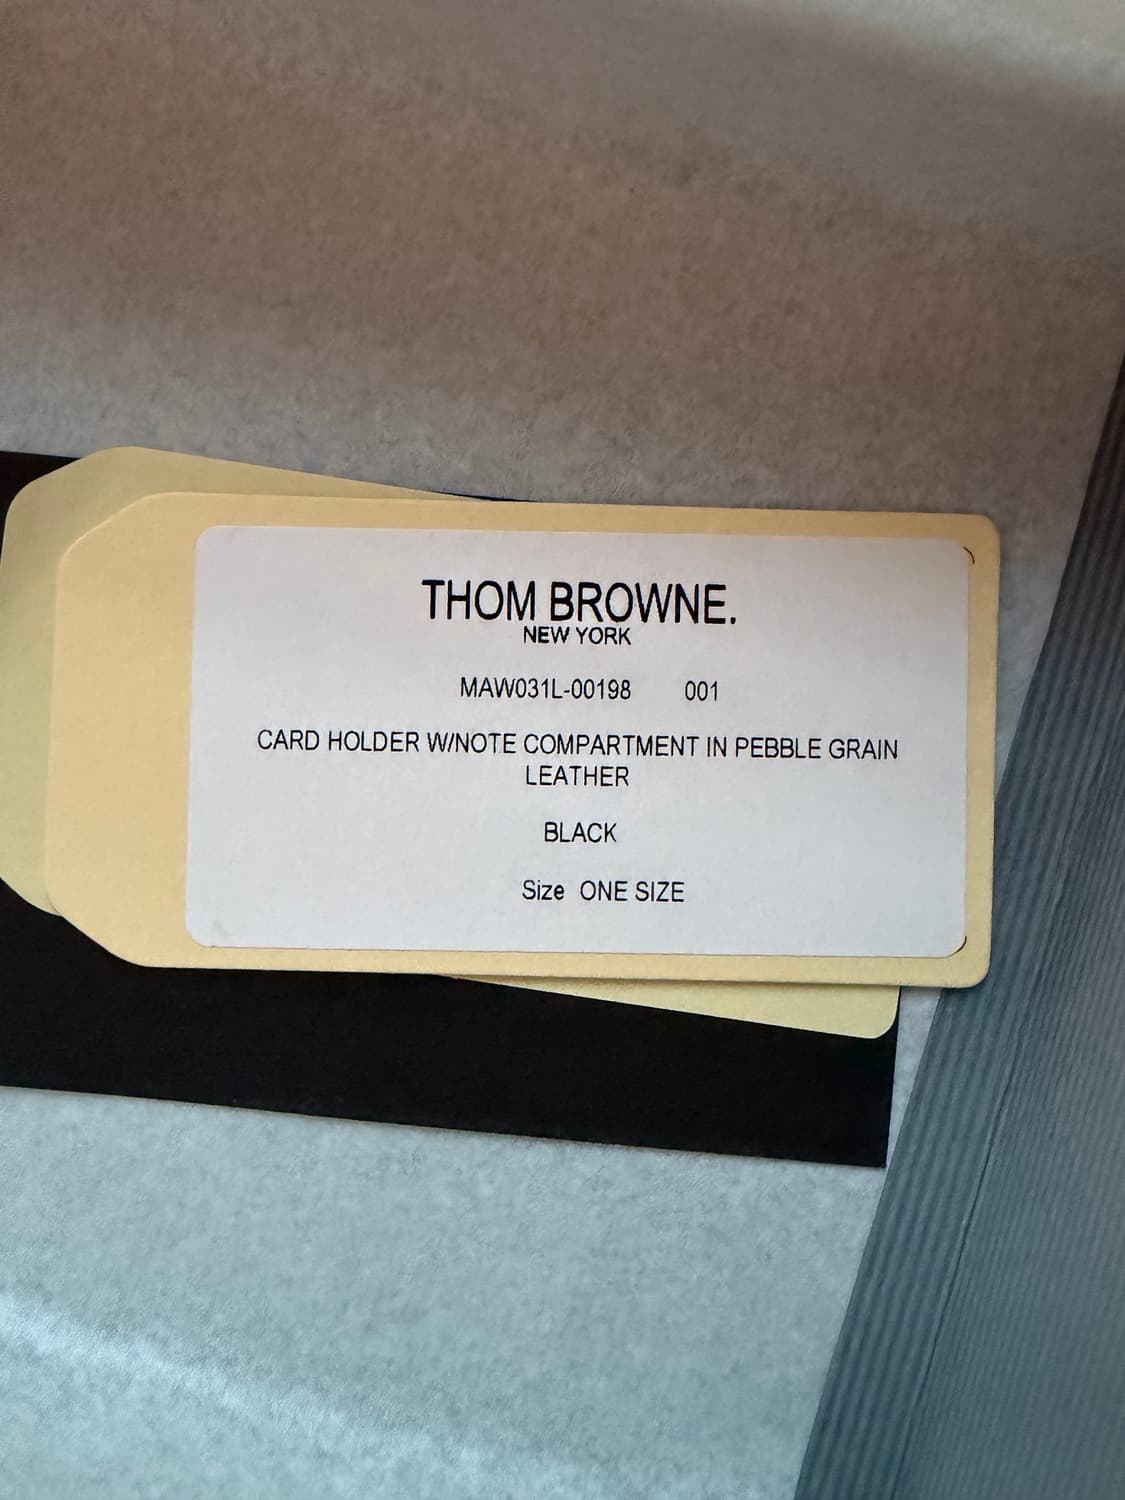 THOM BROWNE.
NEW YORK
MAW031L-00198 001
CARD HOLDER W/NOTE COMPARTMENT IN PEBBLE GRAIN
LEATHER
BLACK
Size ONE SIZE